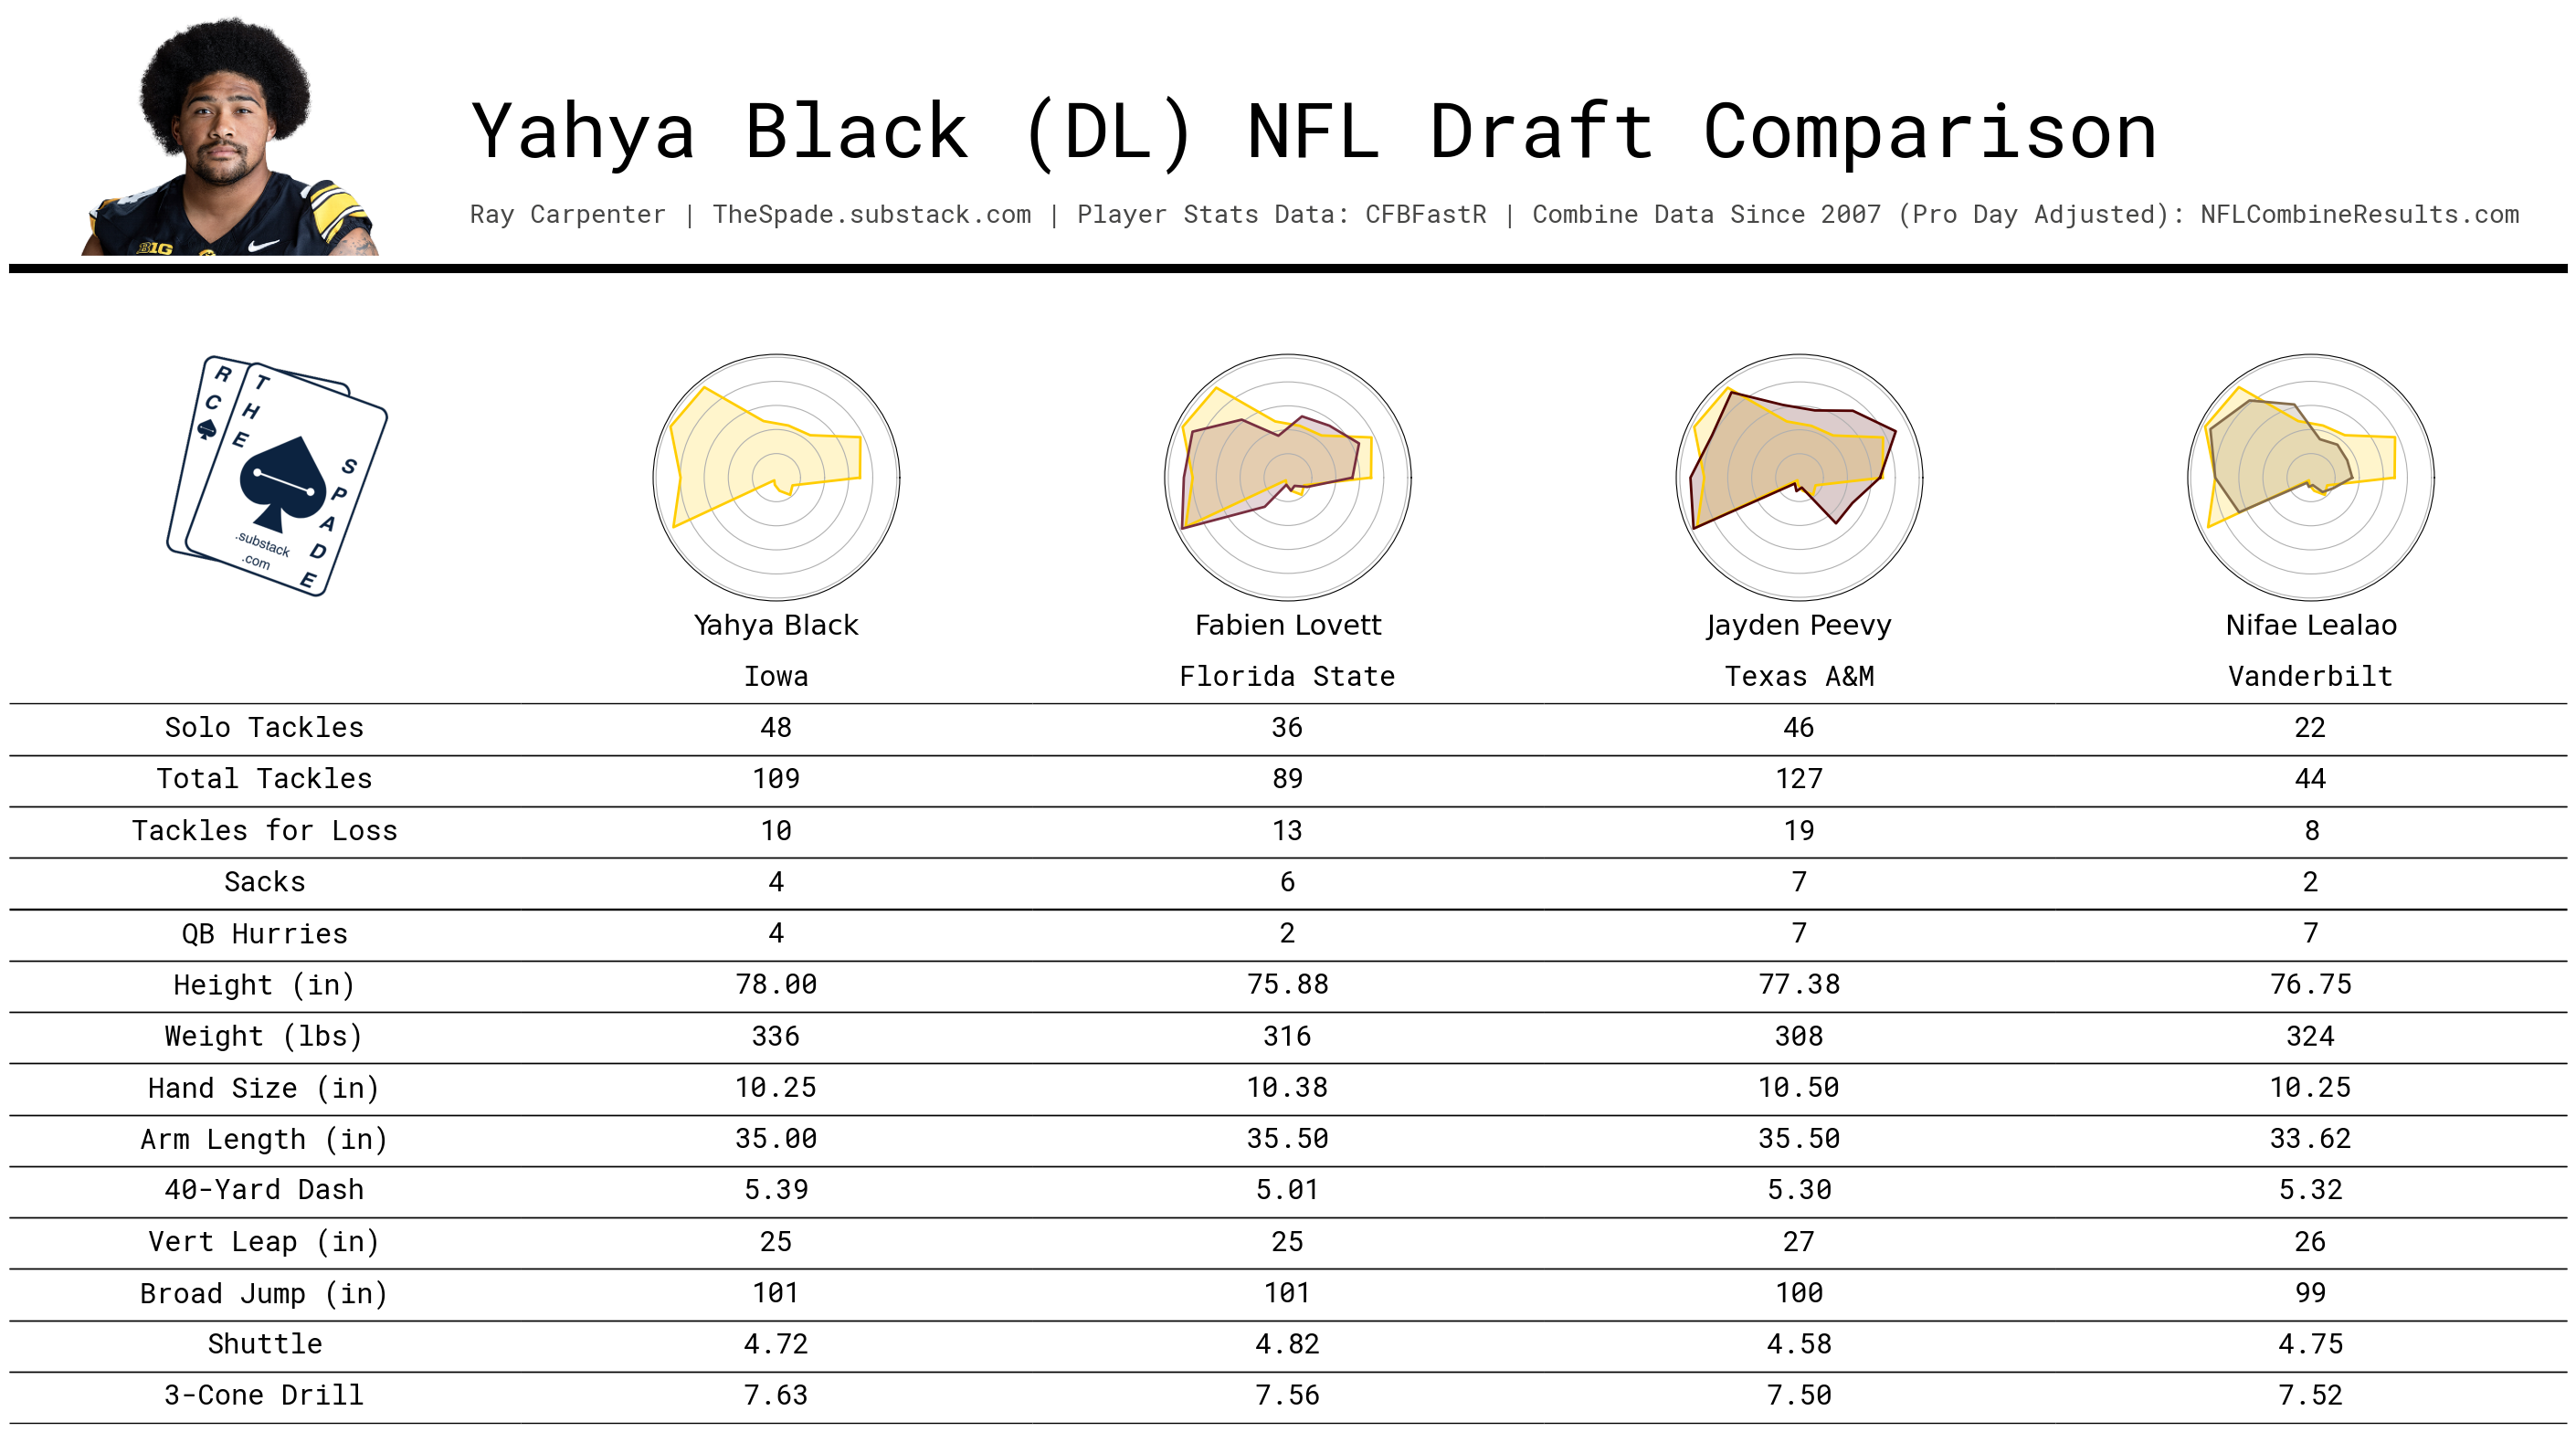 Yahya Black (DL) NFL Draft Comparison
Ray Carpenter | TheSpade.substack.com | Player Stats Data: CFBFastR | Combine Data Since 2007 (Pro Day Adjusted): NFLCombineResults.com
B1G
R C
THE SPADE
.substack
.com
Yahya Black Fabien Lovett Jayden Peevy Nifae Lealao
Iowa Florida State Texas A&M Vanderbilt
Solo Tackles 48 36 46 22
Total Tackles 109 89 127 44
Tackles for Loss 10 13 19 8
Sacks 4 6 7 2
QB Hurries 4 2 7 7
Height (in) 78.00 75.88 77.38 76.75
Weight (lbs) 336 316 308 324
Hand Size (in) 10.25 10.38 10.50 10.25
Arm Length (in) 35.00 35.50 35.50 33.62
40-Yard Dash 5.39 5.01 5.30 5.32
Vert Leap (in) 25 25 27 26
Broad Jump (in) 101 101 100 99
Shuttle 4.72 4.82 4.58 4.75
3-Cone Drill 7.63 7.56 7.50 7.52